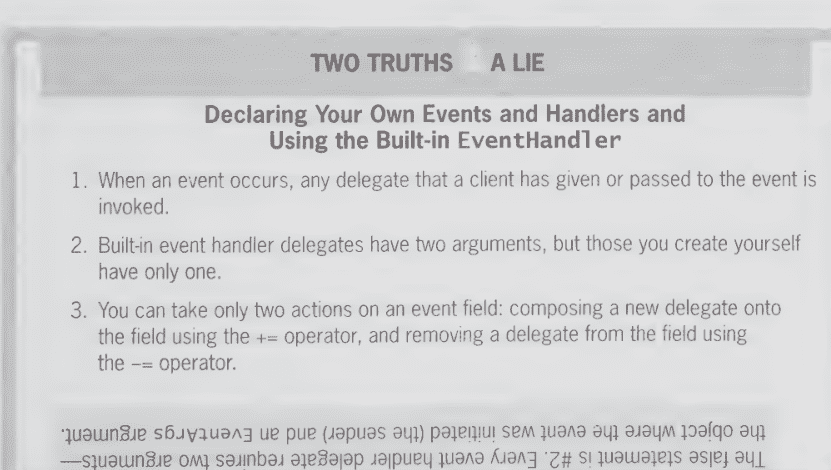 TWO TRUTHS A LIE
Declaring Your Own Events and Handlers and
Using the Built-in EventHandler
1. When an event occurs, any delegate that a client has given or passed to the event is
invoked.
2. Built-in event handler delegates have two arguments, but those you create yourself
have only one.
3. You can take only two actions on an event field: composing a new delegate onto
the field using the += operator, and removing a delegate from the field using
the -= operator.
The false statement is #2. Every event handler delegate requires two arguments—
the object where the event was initiated (the sender) and an EventArgs argument.